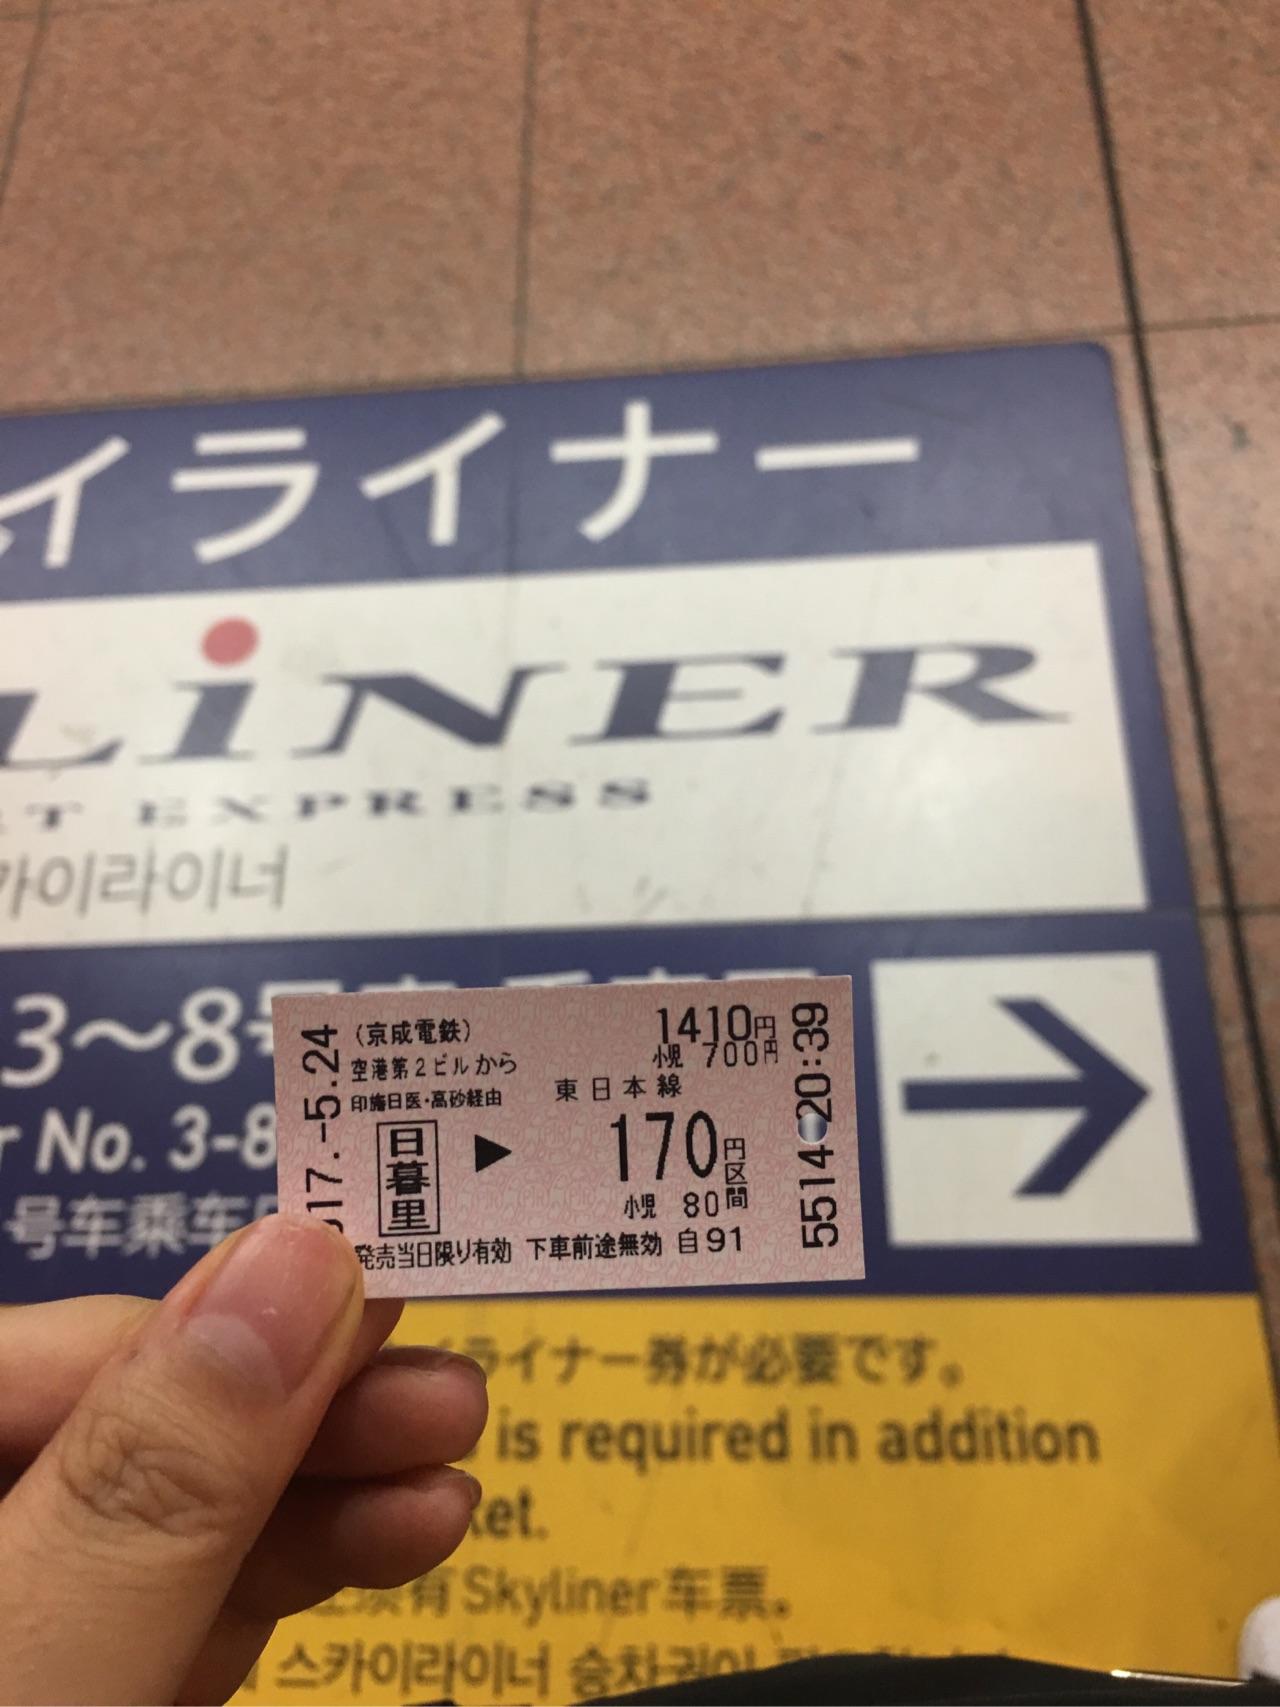 イライナー
LiNER
EXPRESS
카이라이너
3～8号
No. 3-8
号车乘车
(京成電鉄)
1410円
空港第2ビルから
小児 700円
印旛日医・高砂経由
東日本線
日暮里
▶
170円区間
小児 80
発売当日限り有効 下車前途無効 自91
17.-5.24
5514 20:39
ライナー券が必要です。
is required in addition
ket.
有Skyliner车票。
스카이라이너 승차권이